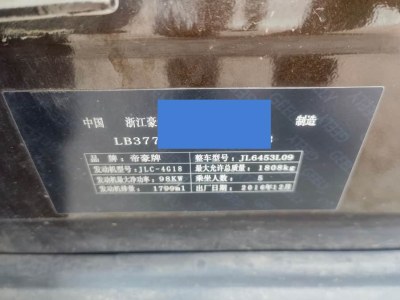 中国 浙江豪 制造
LB377
品牌：帝豪牌 整车型号：JL6453L09
发动机型号：JLC-4G18 最大允许总质量：1808kg
发动机最大净功率：98KW 乘坐人数：5
发动机排量：1799ml 出厂日期：2016年12月